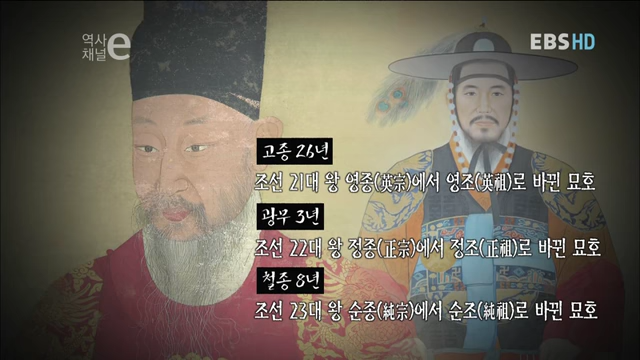 역사
채널 e
EBS HD
고종 26년
조선 21대 왕 영종(英宗)에서 영조(英祖)로 바뀐 묘호
광무 3년
조선 22대 왕 정종(正宗)에서 정조(正祖)로 바뀐 묘호
철종 8년
조선 23대 왕 순종(純宗)에서 순조(純祖)로 바뀐 묘호